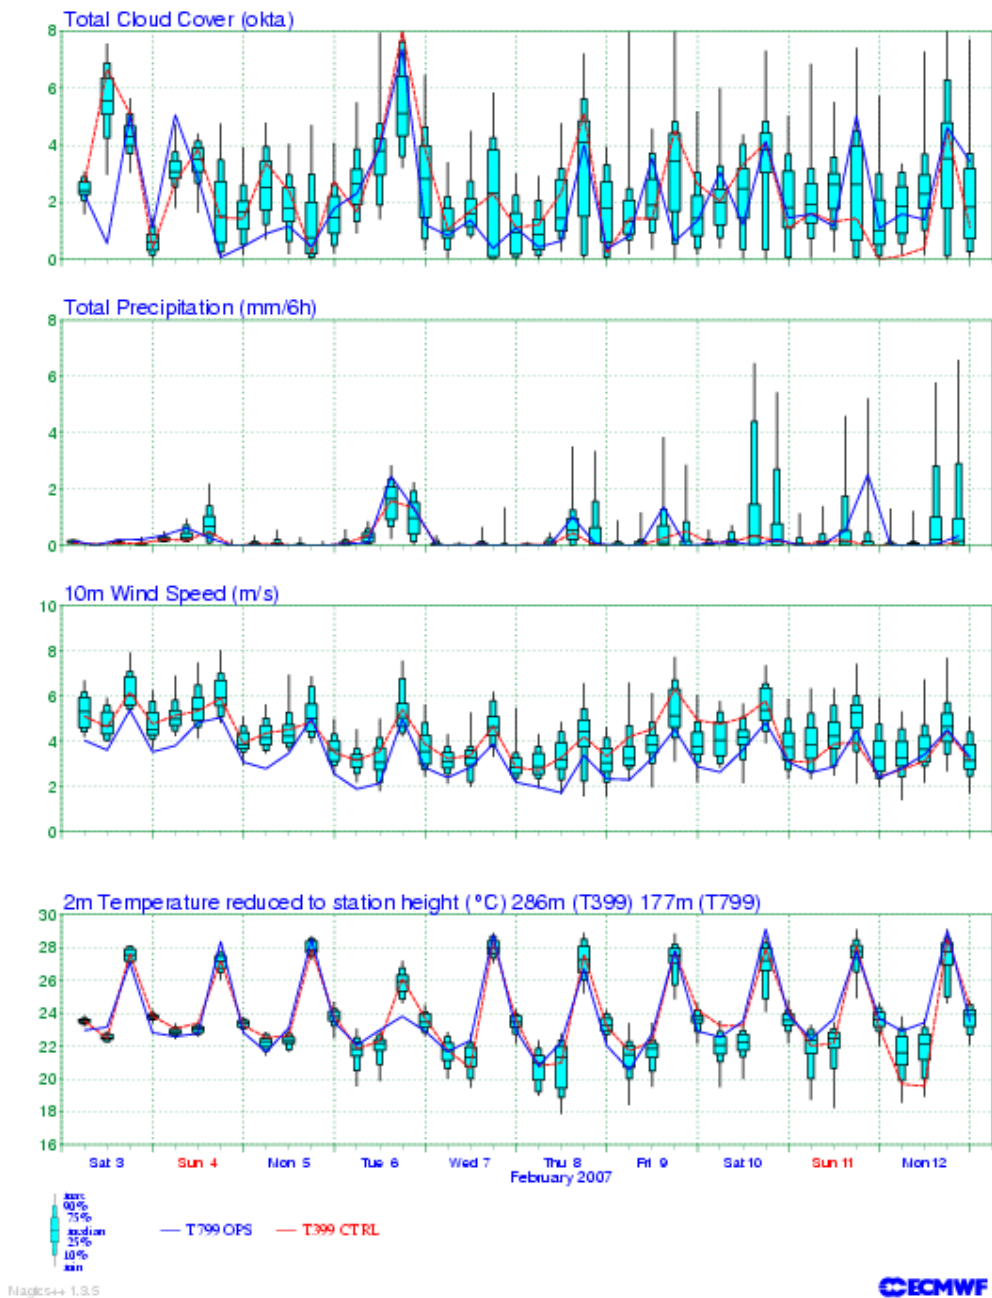 Total Cloud Cover (okta)
8
6
4
2
0
Total Precipitation (mm/6h)
8
6
4
2
0
10m Wind Speed (m/s)
10
8
6
4
2
0
2m Temperature reduced to station height (°C) 286m (T399) 177m (T799)
30
28
26
24
22
20
18
16
Sat 3 Sun 4 Mon 5 Tue 6 Wed 7 Thu 8 Fri 9 Sat 10 Sun 11 Mon 12
February 2007
max
90%
75%
median
25%
10%
min
T799 OPS T399 CTRL
Magics++ 1.3.5
ECMWF